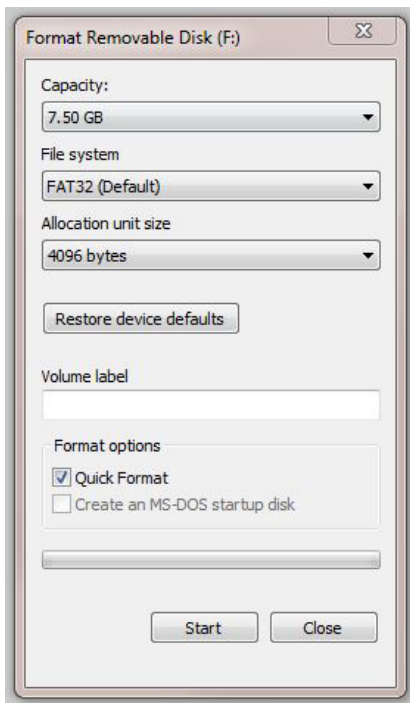 Format Removable Disk (F:)
Capacity:
7.50 GB
File system
FAT32 (Default)
Allocation unit size
4096 bytes
Restore device defaults
Volume label
Format options
Quick Format
Create an MS-DOS startup disk
Start Close